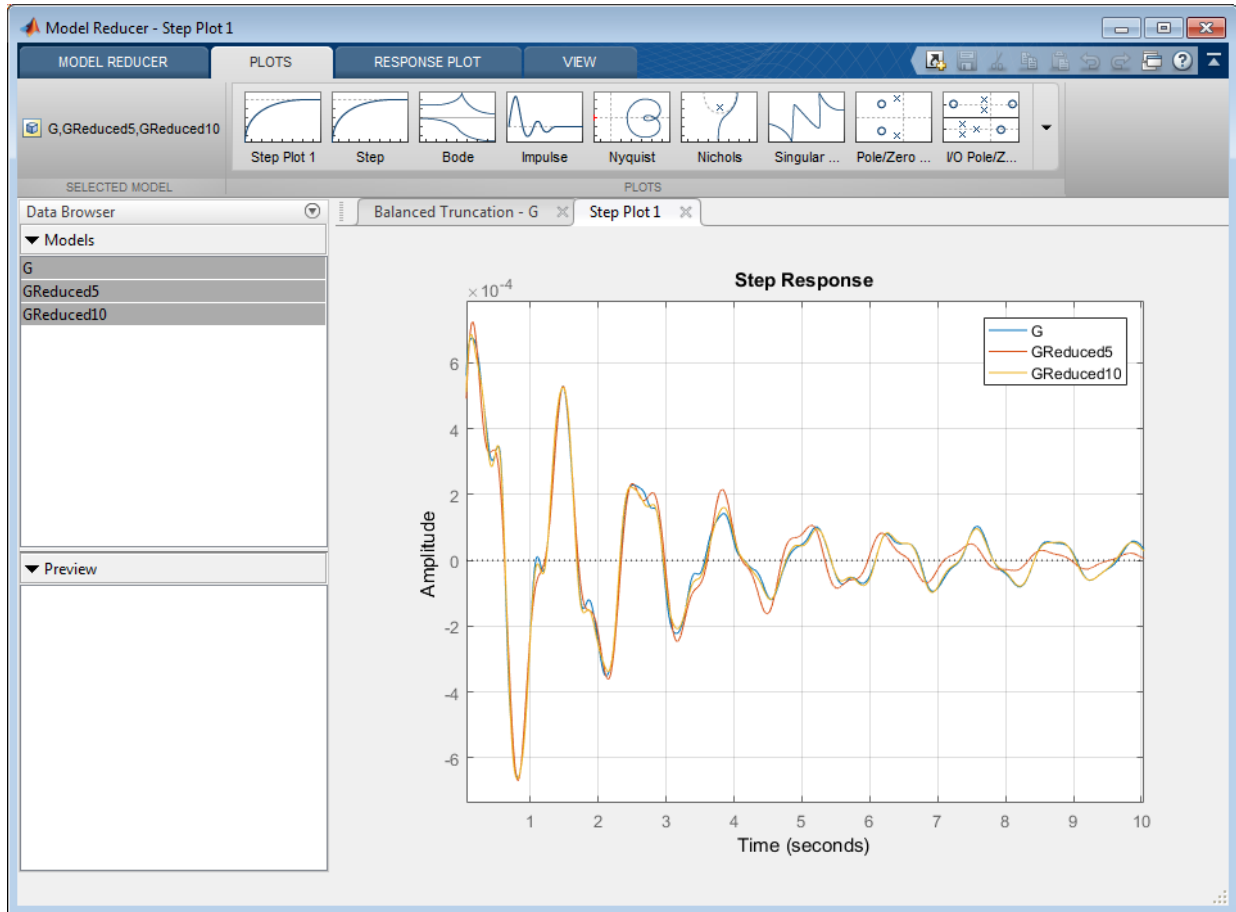 Model Reducer - Step Plot 1
MODEL REDUCER
PLOTS
RESPONSE PLOT
VIEW
G,GReduced5,GReduced10
Step Plot 1
Step
Bode
Impulse
Nyquist
Nichols
Singular ...
Pole/Zero ...
I/O Pole/Z...
SELECTED MODEL
PLOTS
Data Browser
Models
G
GReduced5
GReduced10
Preview
Balanced Truncation - G
Step Plot 1
Step Response
×10^-4
G
GReduced5
GReduced10
Amplitude
6
4
2
0
-2
-4
-6
1 2 3 4 5 6 7 8 9 10
Time (seconds)